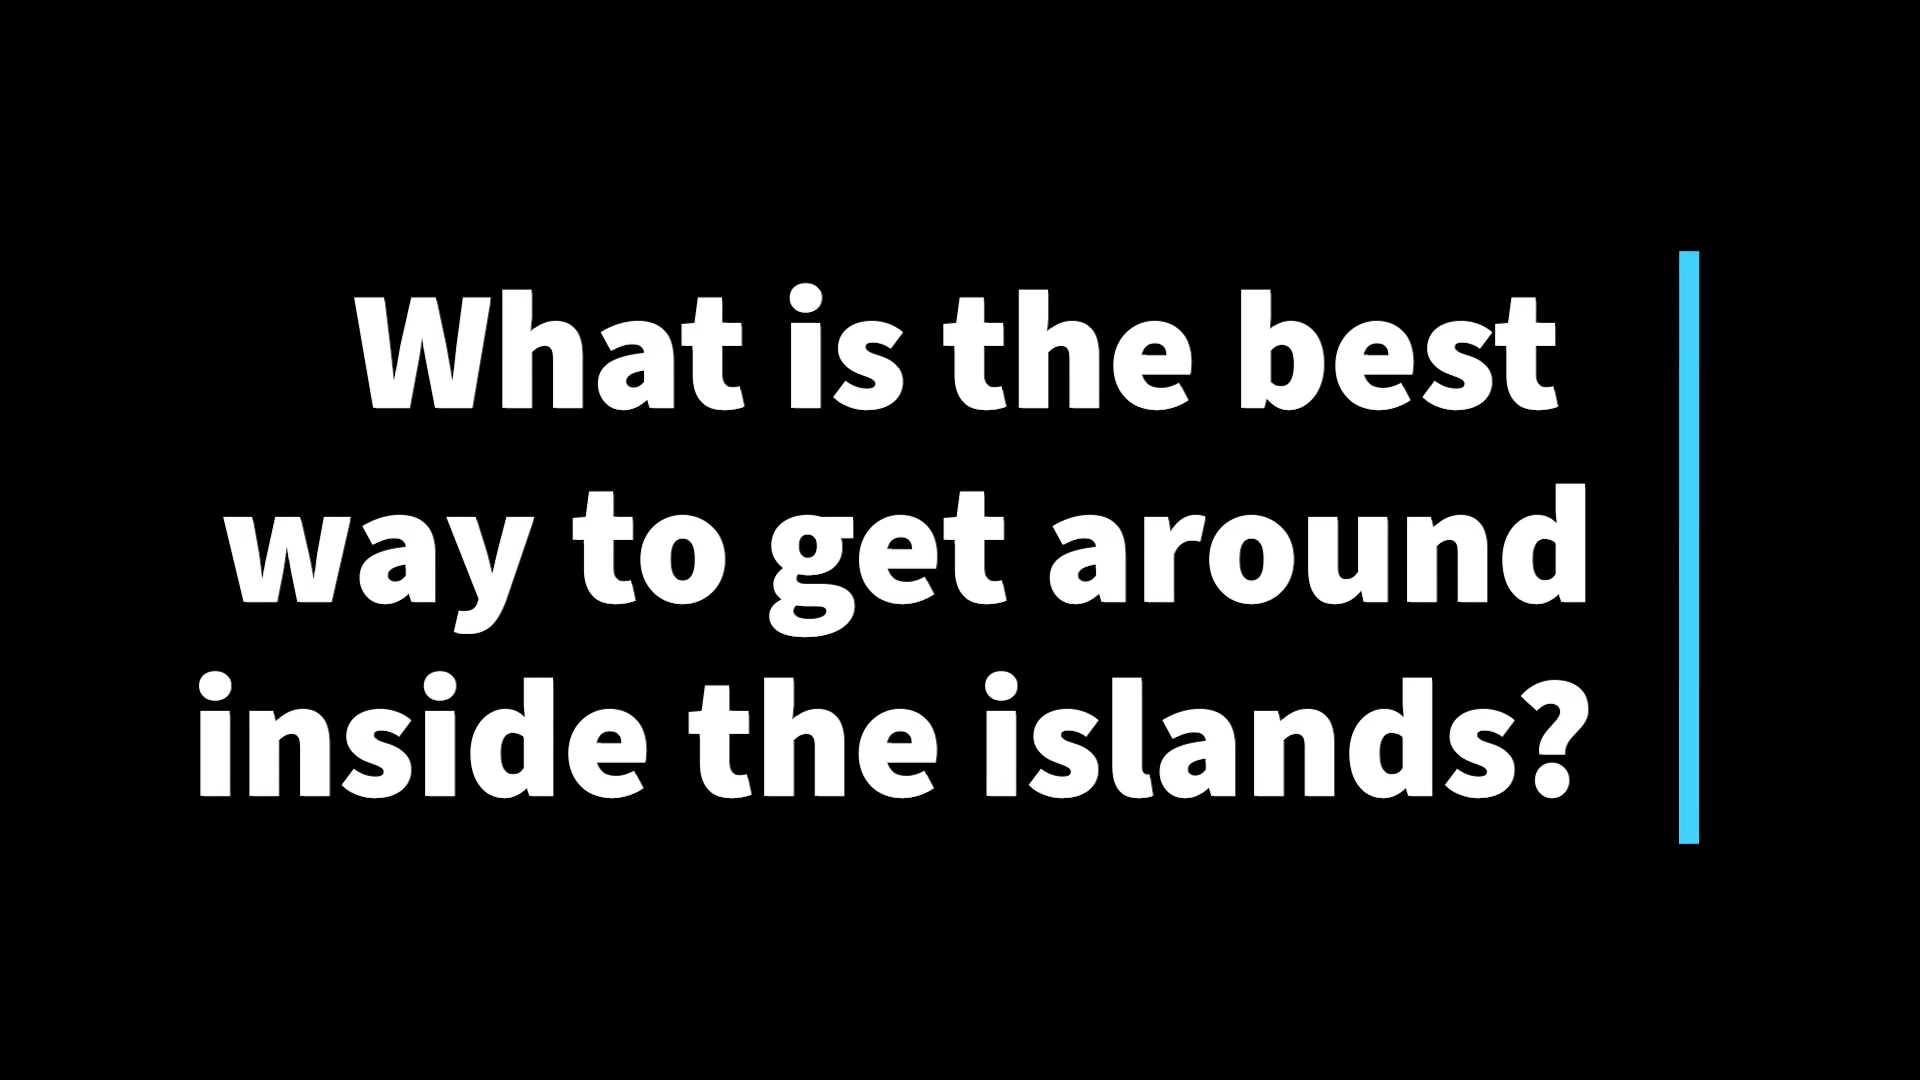 What is the best
way to get around
inside the islands?